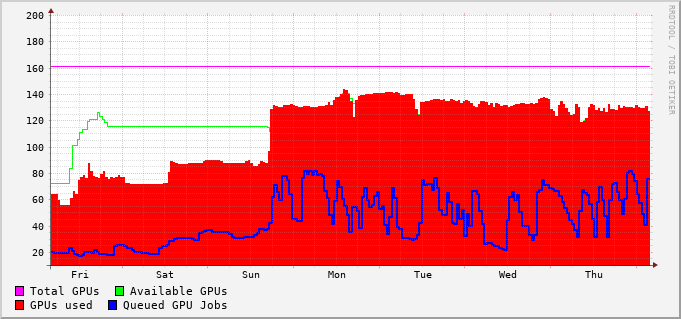 200
180
160
140
120
100
80
60
40
20
Fri Sat Sun Mon Tue Wed Thu
Total GPUs Available GPUs
GPUs used Queued GPU Jobs
RRDTOOL / TOBI OETIKER